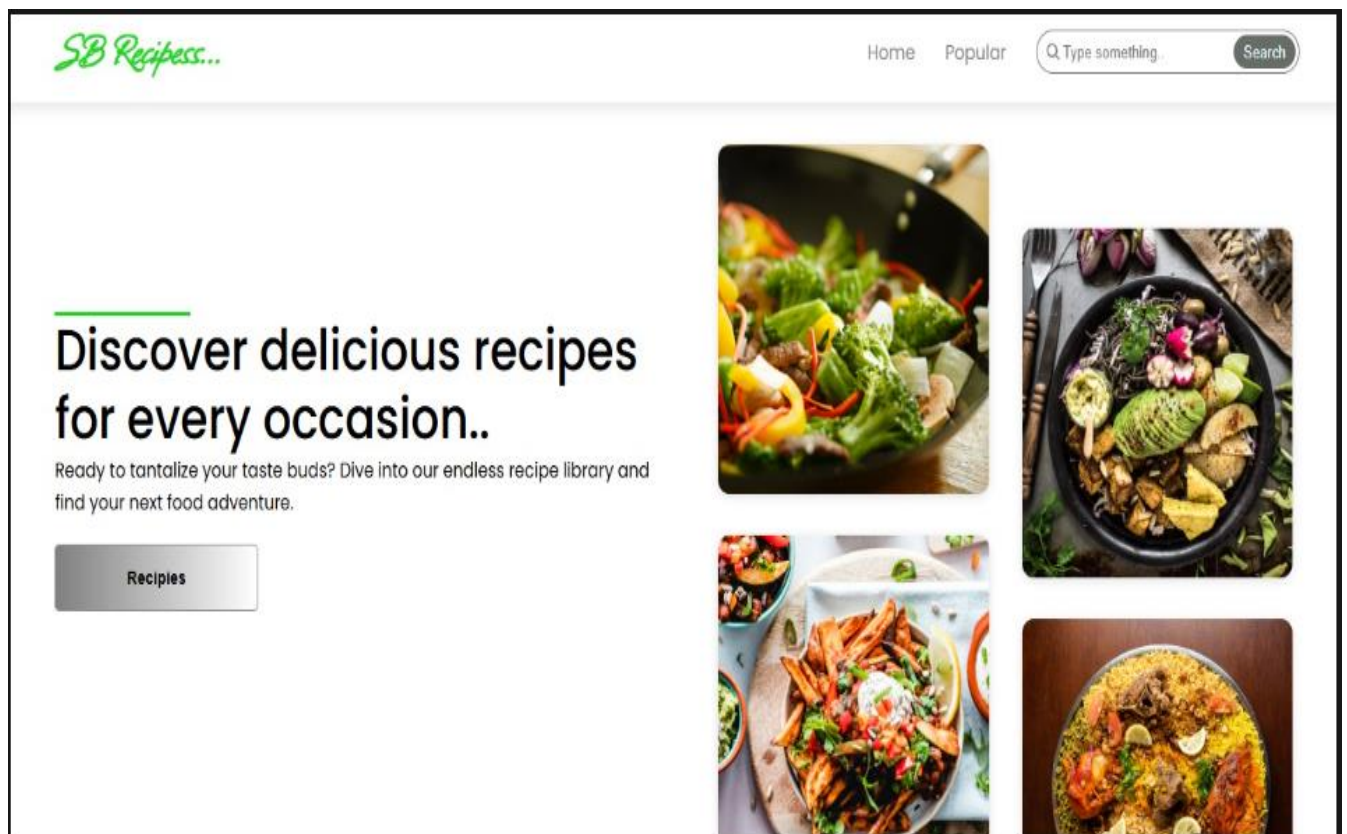 SB Recipess...
Home
Popular
Type something..
Search
Discover delicious recipes
for every occasion..
Ready to tantalize your taste buds? Dive into our endless recipe library and
find your next food adventure.
Recipies